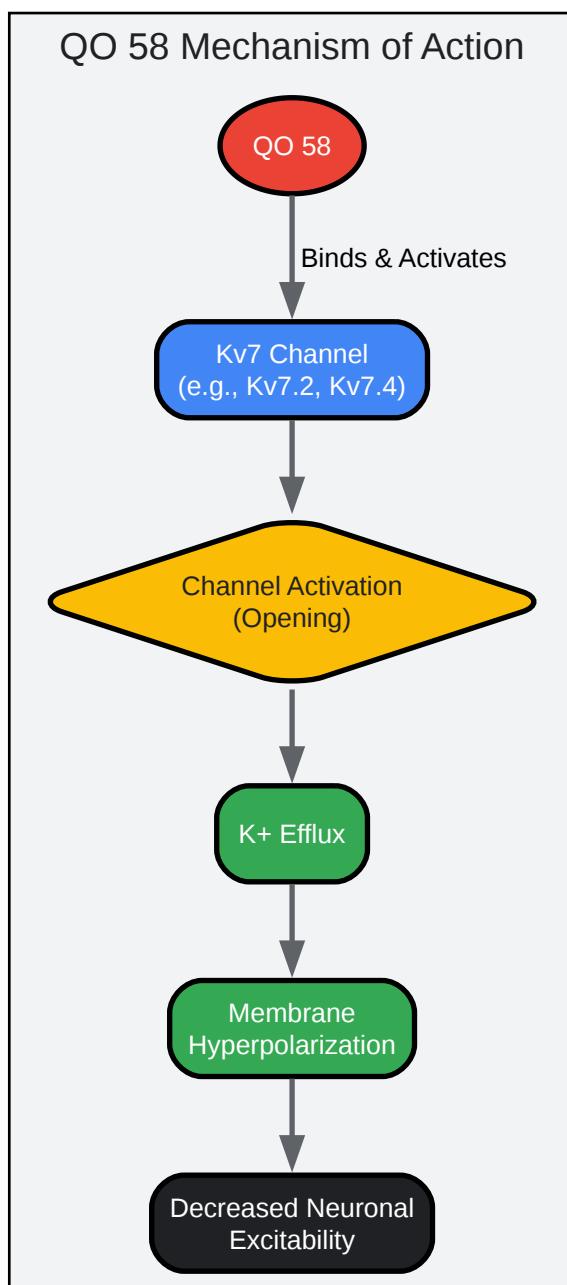 QO 58 Mechanism of Action
QO 58
Binds & Activates
Kv7 Channel
(e.g., Kv7.2, Kv7.4)
Channel Activation
(Opening)
K+ Efflux
Membrane
Hyperpolarization
Decreased Neuronal
Excitability